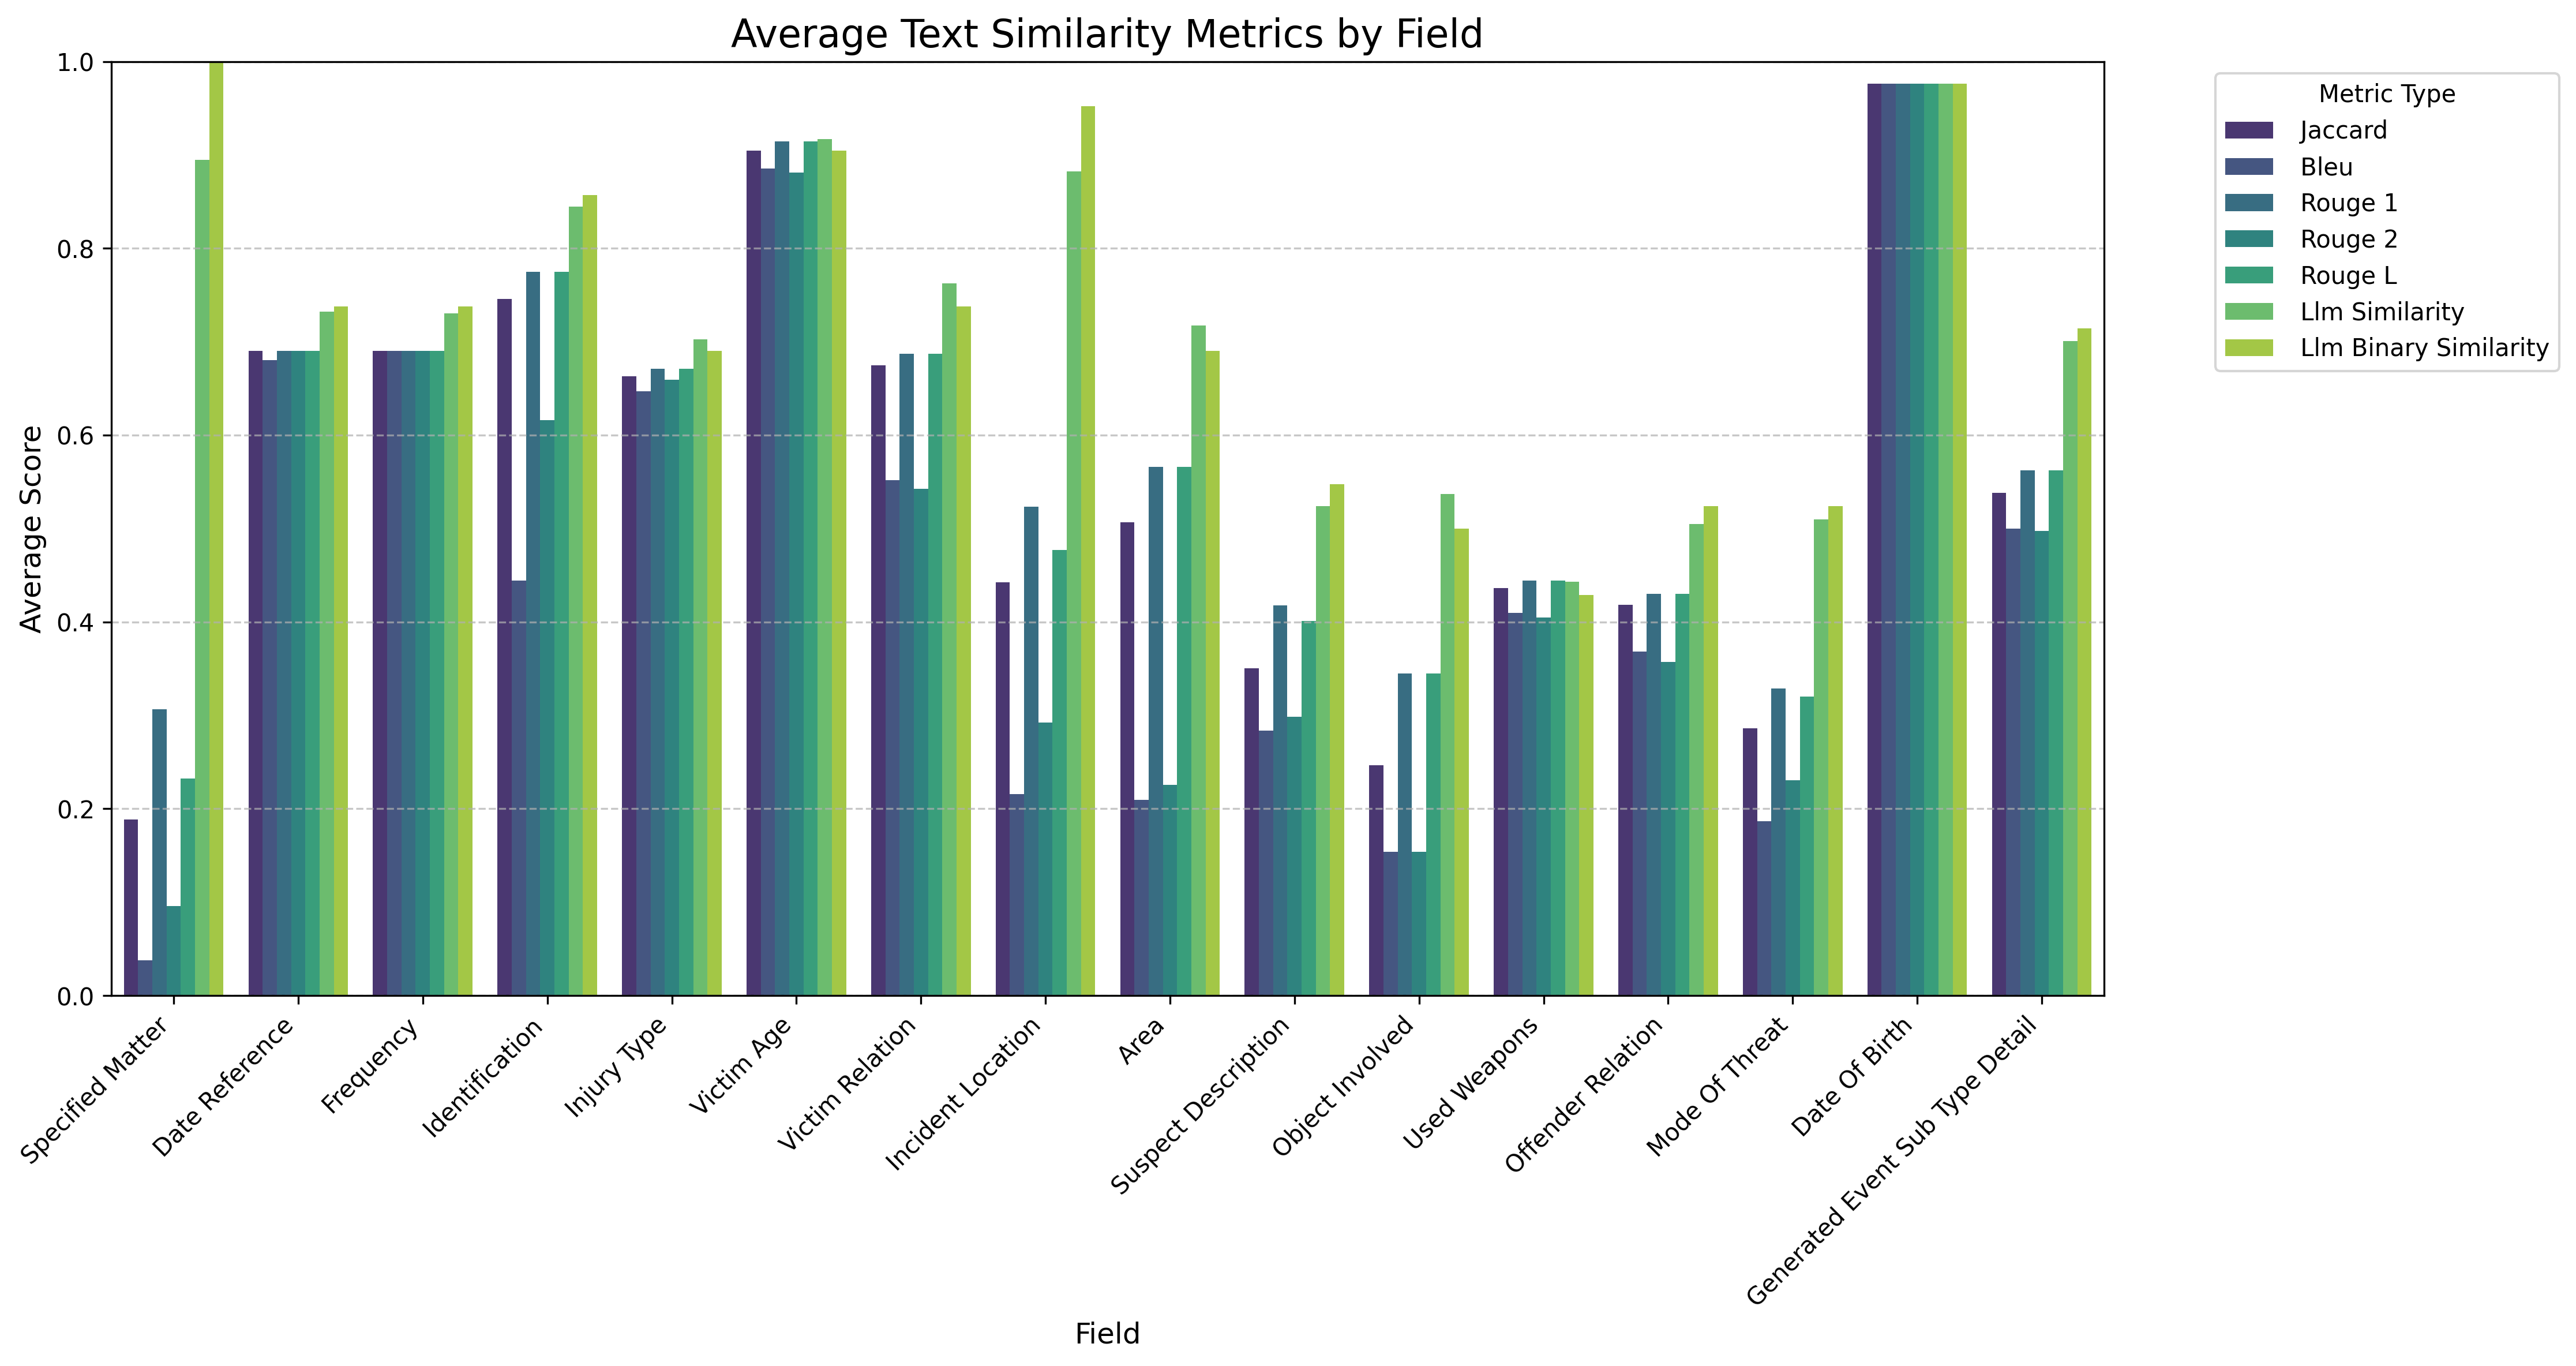 Average Text Similarity Metrics by Field
Average Score
1.0
0.8
0.6
0.4
0.2
0.0
Specified Matter
Date Reference
Frequency
Identification
Injury Type
Victim Age
Victim Relation
Incident Location
Area
Suspect Description
Object Involved
Used Weapons
Offender Relation
Mode Of Threat
Date Of Birth
Generated Event Sub Type Detail
Field
Metric Type
Jaccard
Bleu
Rouge 1
Rouge 2
Rouge L
Llm Similarity
Llm Binary Similarity